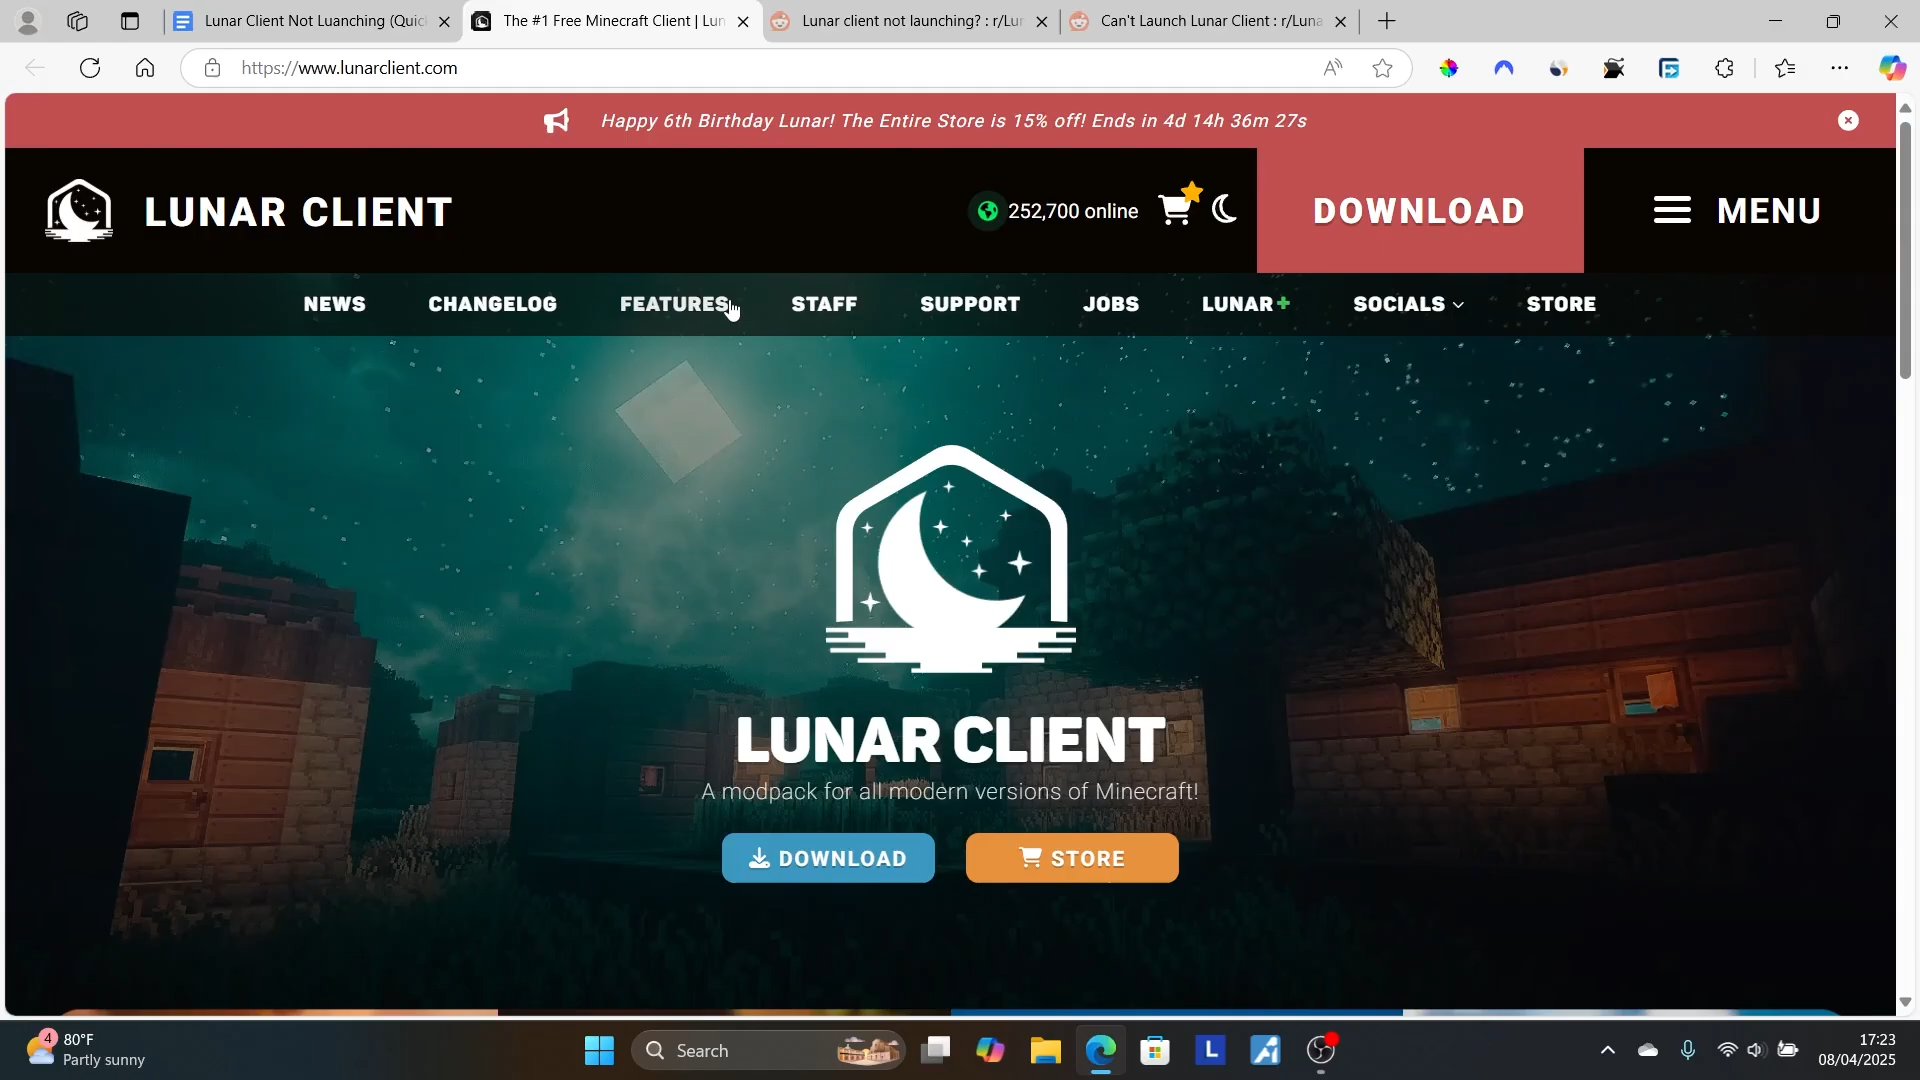 Lunar Client Not Luanching (Quic
The #1 Free Minecraft Client | Lun
Lunar client not launching? : r/Lun
Can't Launch Lunar Client : r/Luna
https://www.lunarclient.com
Happy 6th Birthday Lunar! The Entire Store is 15% off! Ends in 4d 14h 36m 27s
LUNAR CLIENT
252,700 online
DOWNLOAD
MENU
NEWS
CHANGELOG
FEATURES
STAFF
SUPPORT
JOBS
LUNAR+
SOCIALS
STORE
LUNAR CLIENT
A modpack for all modern versions of Minecraft!
DOWNLOAD
STORE
4
80°F
Partly sunny
Search
L
17:23
08/04/2025